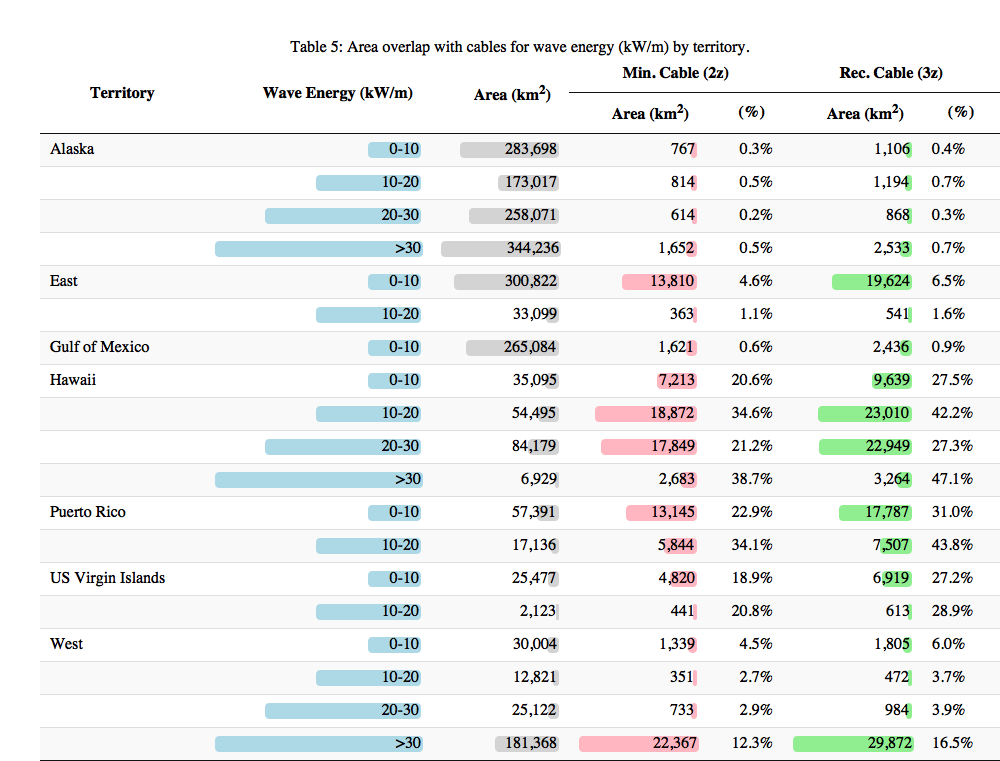 Table 5: Area overlap with cables for wave energy (kW/m) by territory.
Min. Cable (2z) Rec. Cable (3z)
Territory Wave Energy (kW/m) Area (km²)
Area (km²) (%) Area (km²) (%)
Alaska 0-10 283,698 767 0.3% 1,106 0.4%
10-20 173,017 814 0.5% 1,194 0.7%
20-30 258,071 614 0.2% 868 0.3%
>30 344,236 1,652 0.5% 2,533 0.7%
East 0-10 300,822 13,810 4.6% 19,624 6.5%
10-20 33,099 363 1.1% 541 1.6%
Gulf of Mexico 0-10 265,084 1,621 0.6% 2,436 0.9%
Hawaii 0-10 35,095 7,213 20.6% 9,639 27.5%
10-20 54,495 18,872 34.6% 23,010 42.2%
20-30 84,179 17,849 21.2% 22,949 27.3%
>30 6,929 2,683 38.7% 3,264 47.1%
Puerto Rico 0-10 57,391 13,145 22.9% 17,787 31.0%
10-20 17,136 5,844 34.1% 7,507 43.8%
US Virgin Islands 0-10 25,477 4,820 18.9% 6,919 27.2%
10-20 2,123 441 20.8% 613 28.9%
West 0-10 30,004 1,339 4.5% 1,805 6.0%
10-20 12,821 351 2.7% 472 3.7%
20-30 25,122 733 2.9% 984 3.9%
>30 181,368 22,367 12.3% 29,872 16.5%